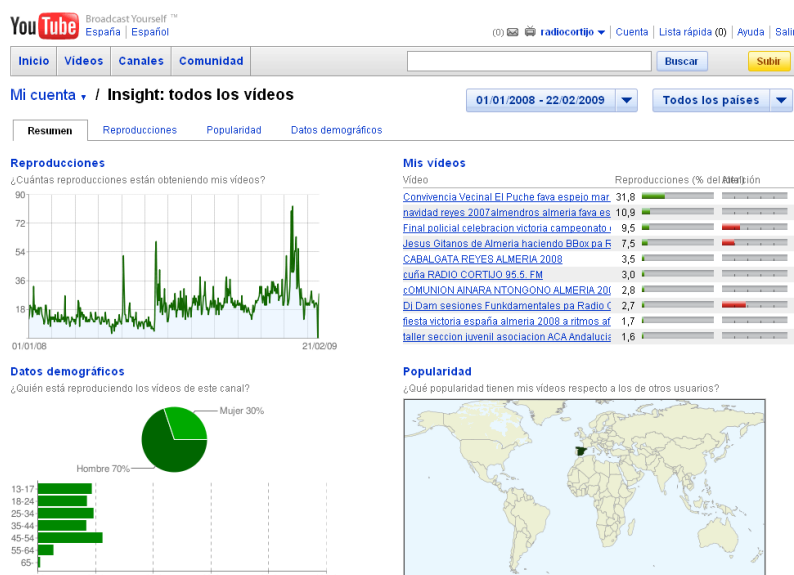 YouTube Broadcast Yourself ™
España | Español
(0) radiocortijo | Cuenta | Lista rápida (0) | Ayuda | Salir
Inicio Vídeos Canales Comunidad Buscar Subir
Mi cuenta / Insight: todos los vídeos
01/01/2008 - 22/02/2009 Todos los países
Resumen Reproducciones Popularidad Datos demográficos
Reproducciones
¿Cuántas reproducciones están obteniendo mis vídeos?
90
72
54
36
18
01/01/08 21/02/09
Mis vídeos
Vídeo Reproducciones (% del
Convivencia Vecinal El Puche fava espejo mar 31,8
navidad reyes 2007almendros almeria fava es 10,9
Final policial celebracion victoria campeonato 9,5
Jesus Gitanos de Almeria haciendo BBox pa R 7,5
CABALGATA REYES ALMERIA 2008 3,5
cuña RADIO CORTIJO 95.5. FM 3,0
cOMUNION AINARA NTONGONO ALMERIA 200 2,8
Dj Dam sesiones Funkdamentales pa Radio C 2,7
fiesta victoria españa almeria 2008 a ritmos af 1,7
taller seccion juvenil asociacion ACA Andalucia 1,6
Datos demográficos
¿Quién está reproduciendo los vídeos de este canal?
Mujer 30%
Hombre 70%
13-17
18-24
25-34
35-44
45-54
55-64
65-
Popularidad
¿Qué popularidad tienen mis vídeos respecto a los de otros usuarios?